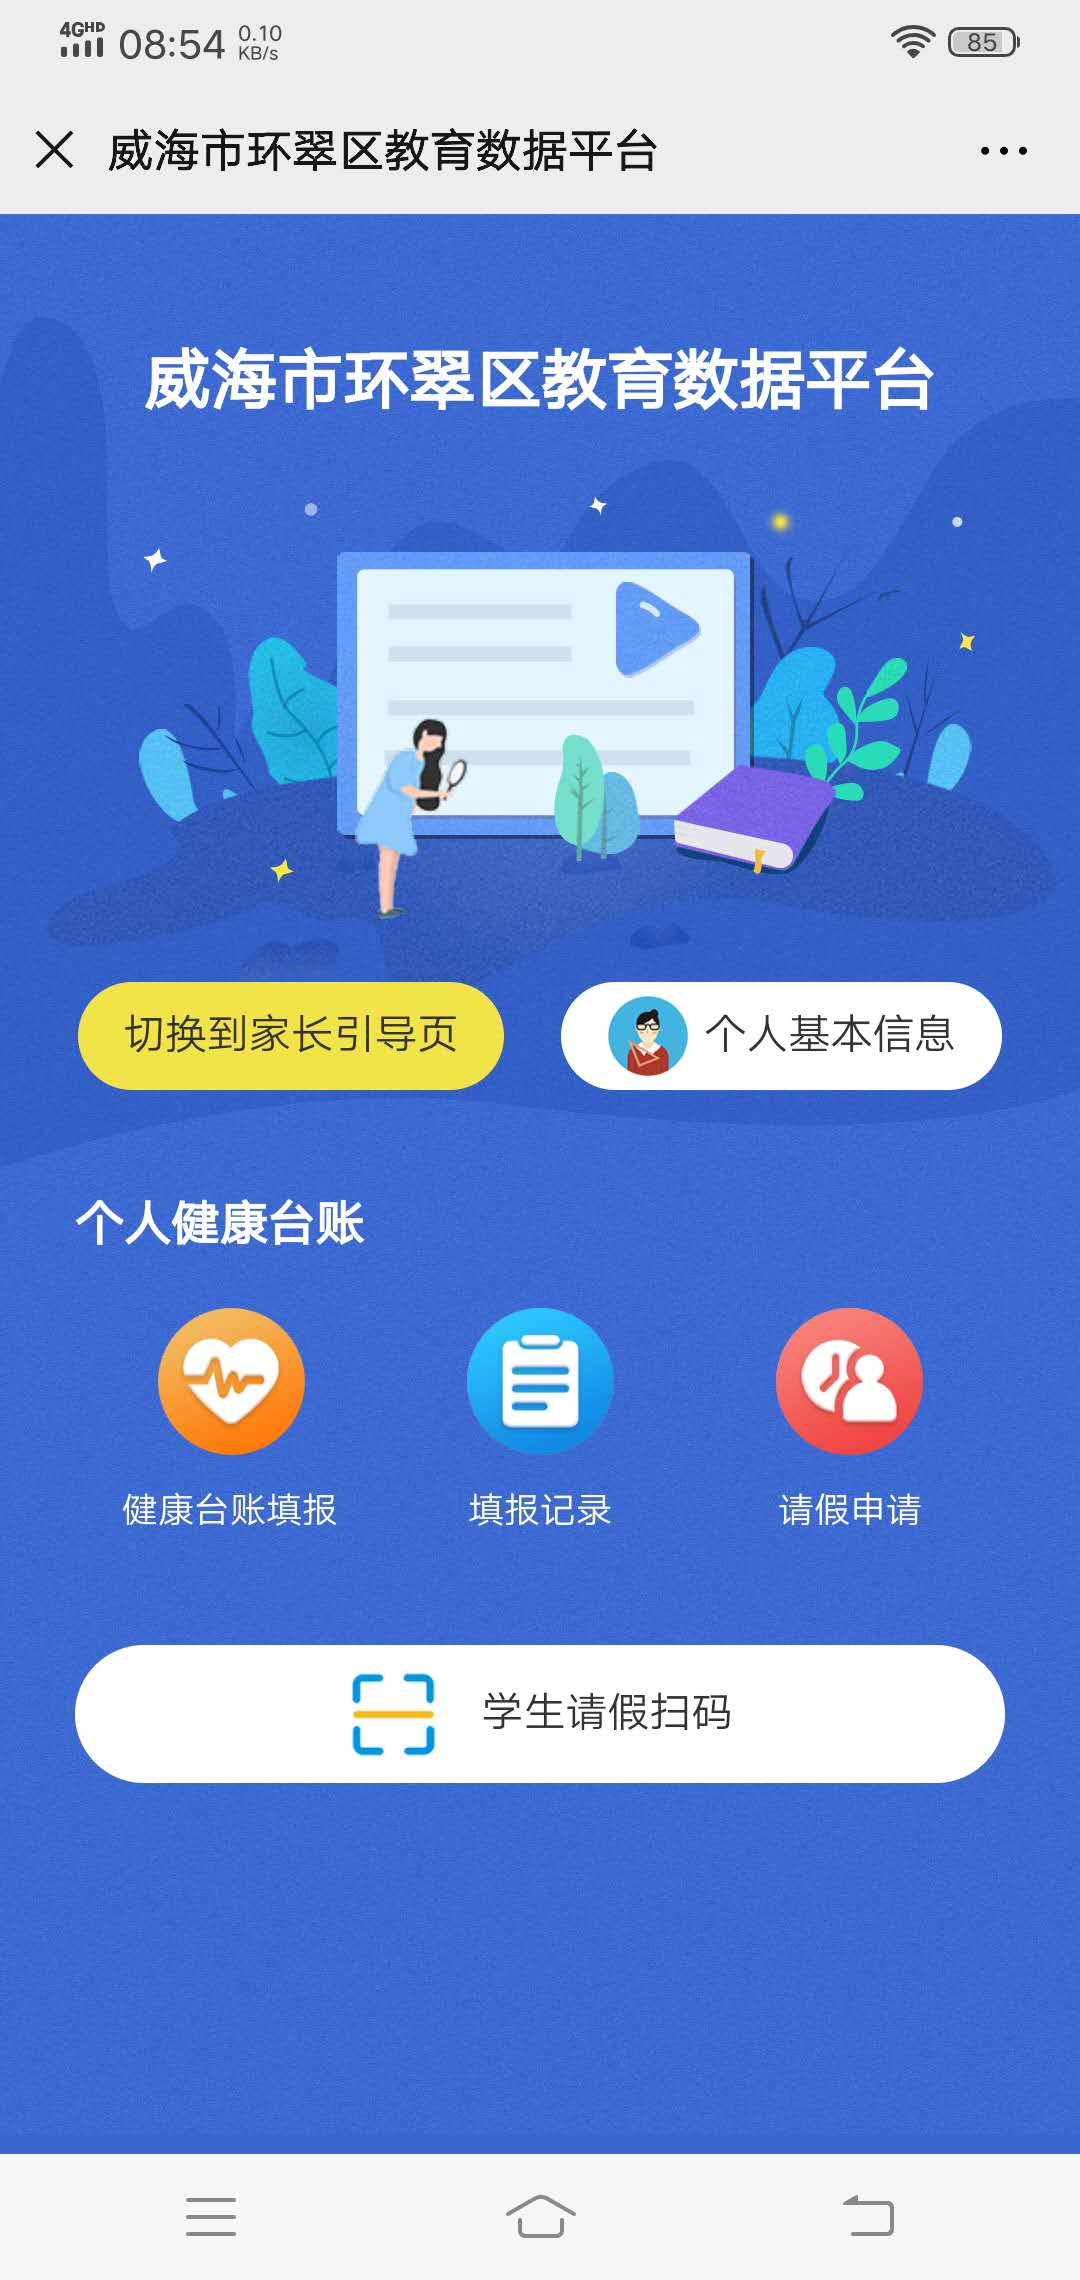 4GHD 08:54 0.10 KB/s 85
威海市环翠区教育数据平台
威海市环翠区教育数据平台
切换到家长引导页 个人基本信息
个人健康台账
健康台账填报 填报记录 请假申请
学生请假扫码